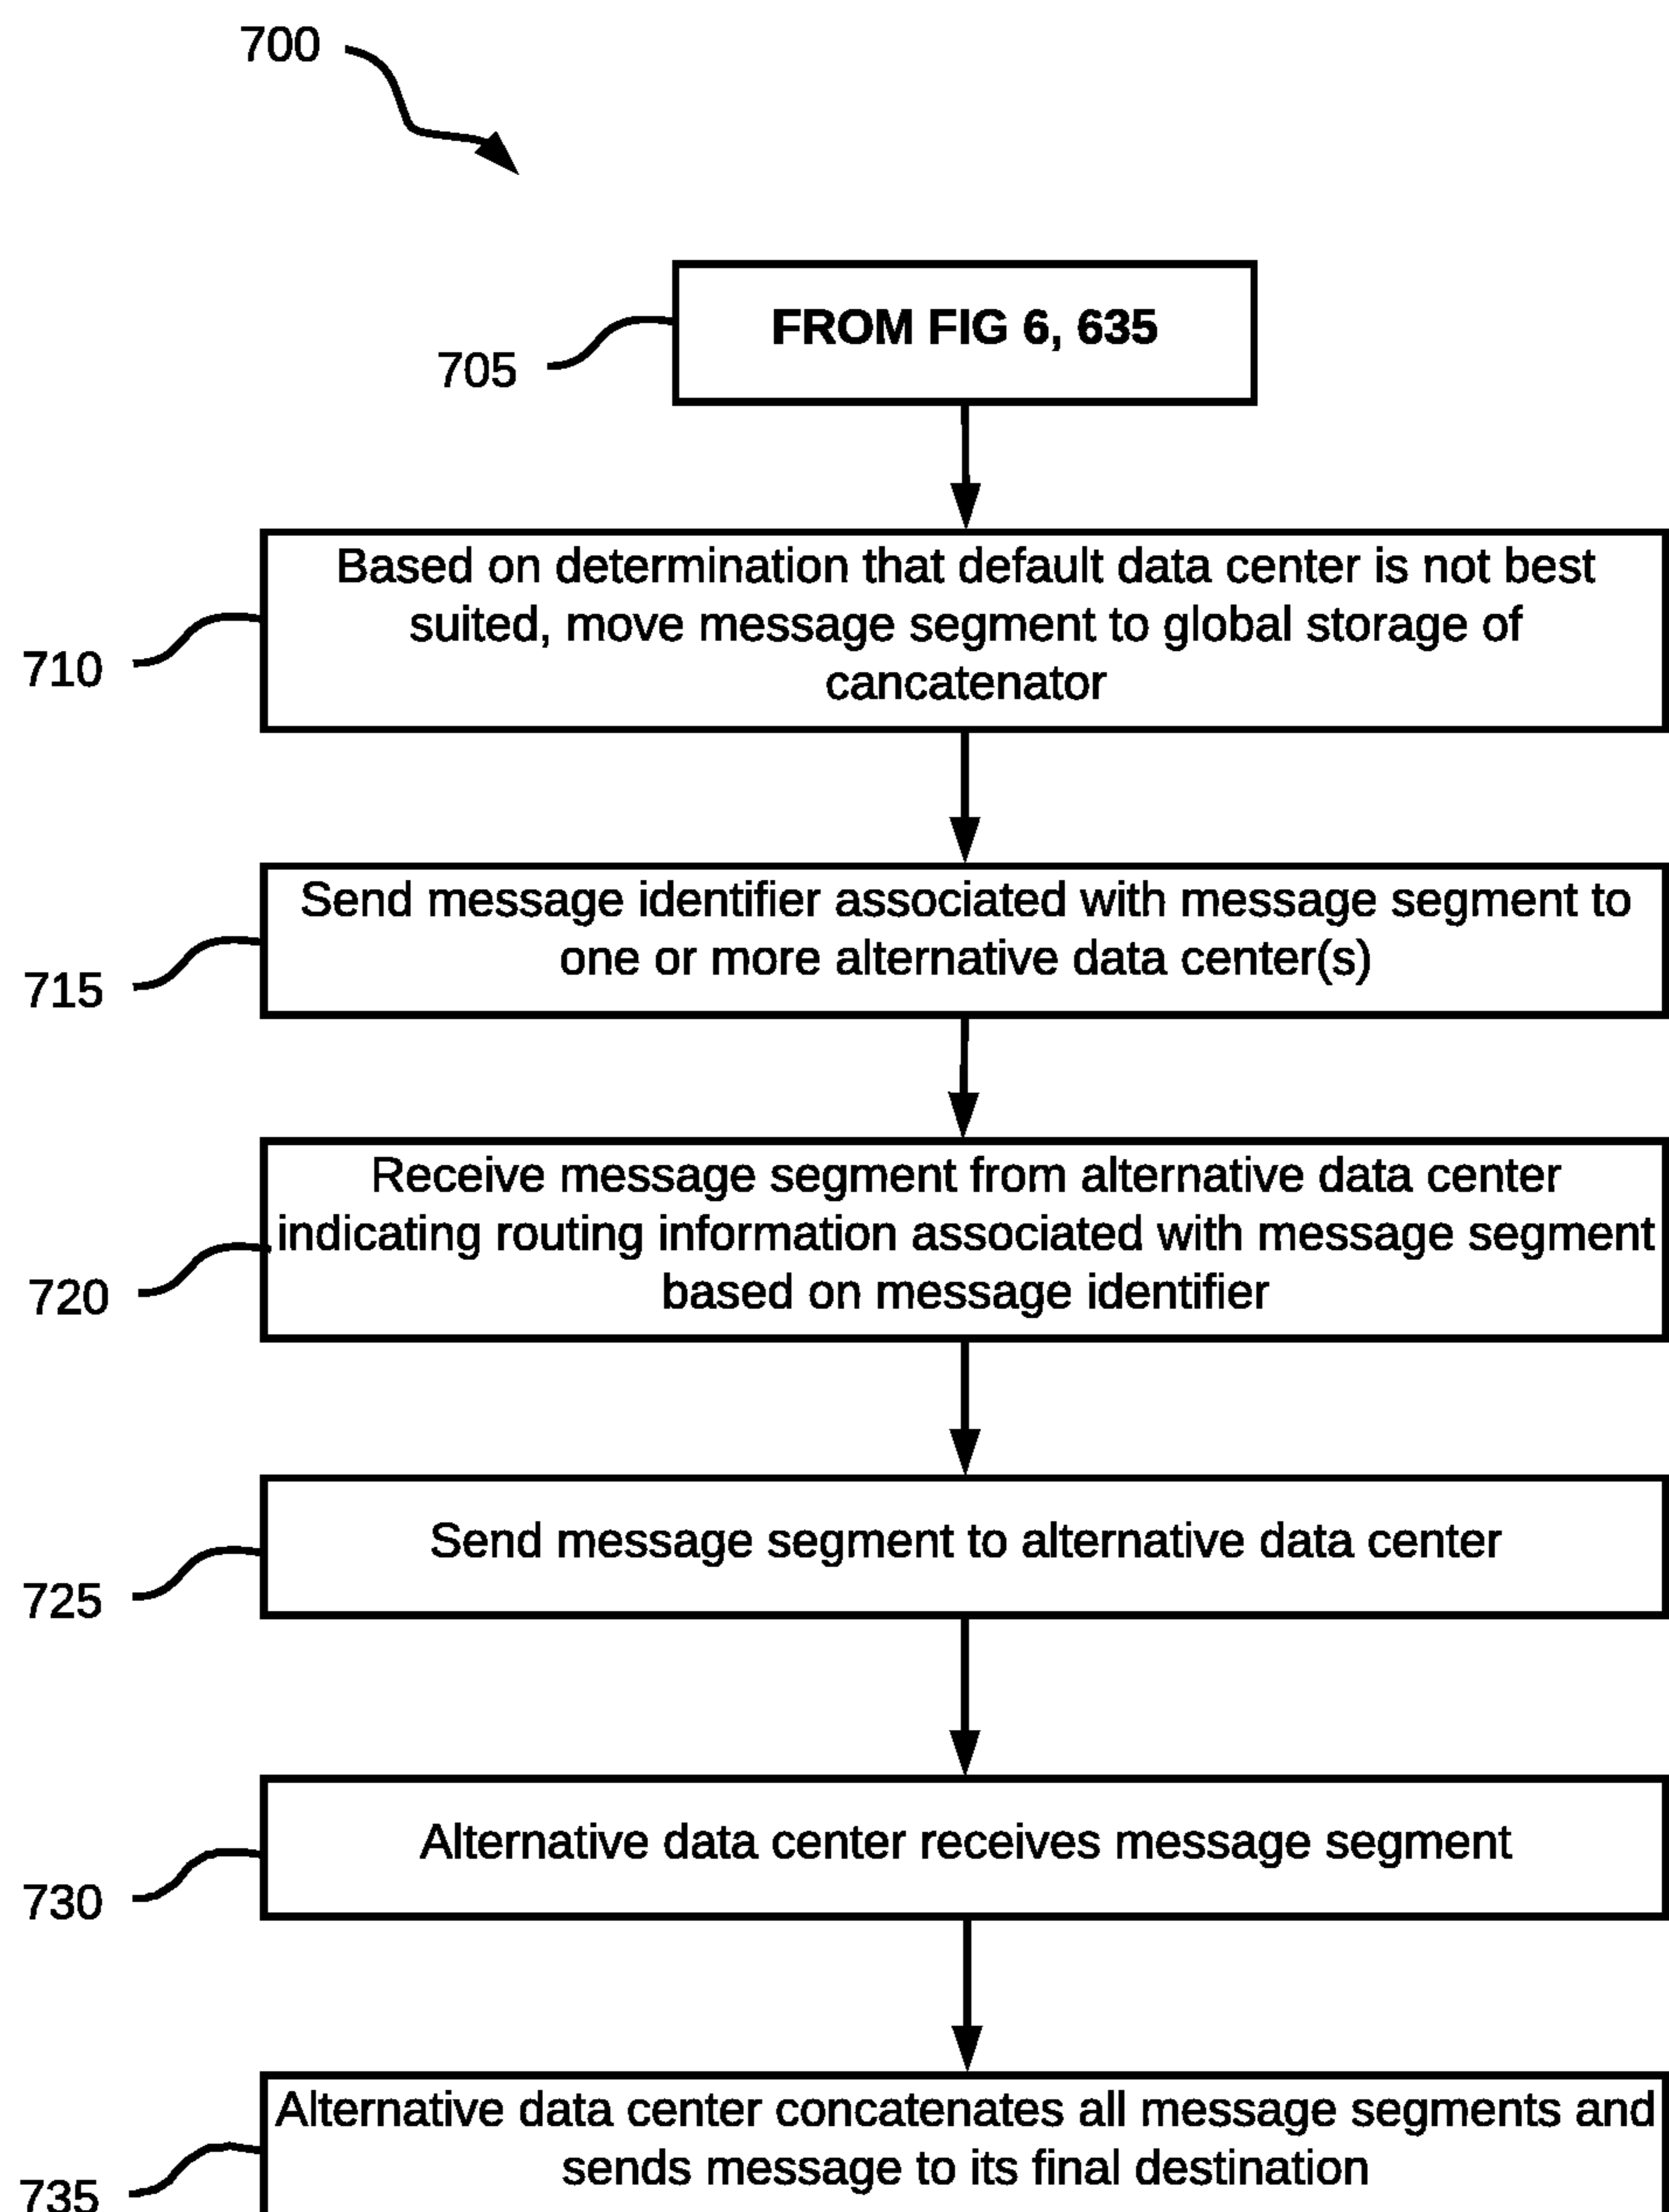 700
FROM FIG 6, 635
705
Based on determination that default data center is not best
suited, move message segment to global storage of
cancatenator
710
Send message identifier associated with message segment to
one or more alternative data center(s)
715
Receive message segment from alternative data center
indicating routing information associated with message segment
based on message identifier
720
Send message segment to alternative data center
725
Alternative data center receives message segment
730
Alternative data center concatenates all message segments and
sends message to its final destination
735